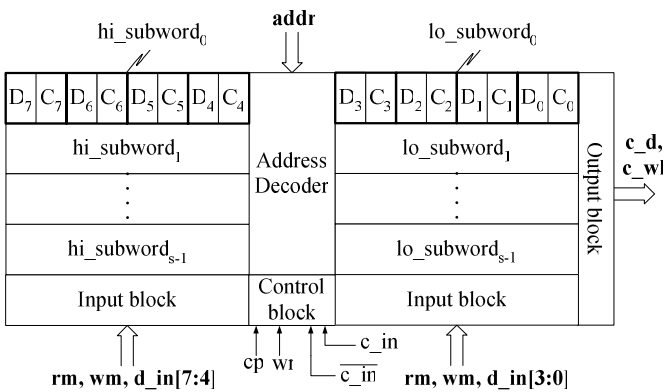 hi_subword0
addr
lo_subword0
D7 C7 D6 C6 D5 C5 D4 C4
D3 C3 D2 C2 D1 C1 D0 C0
hi_subword1
Address
Decoder
lo_subword1
Output block
c_d,
c_wl
hi_subwords-1
lo_subwords-1
Input block
Control
block
Input block
cp
wr
c_in
c_in
rm, wm, d_in[7:4]
rm, wm, d_in[3:0]